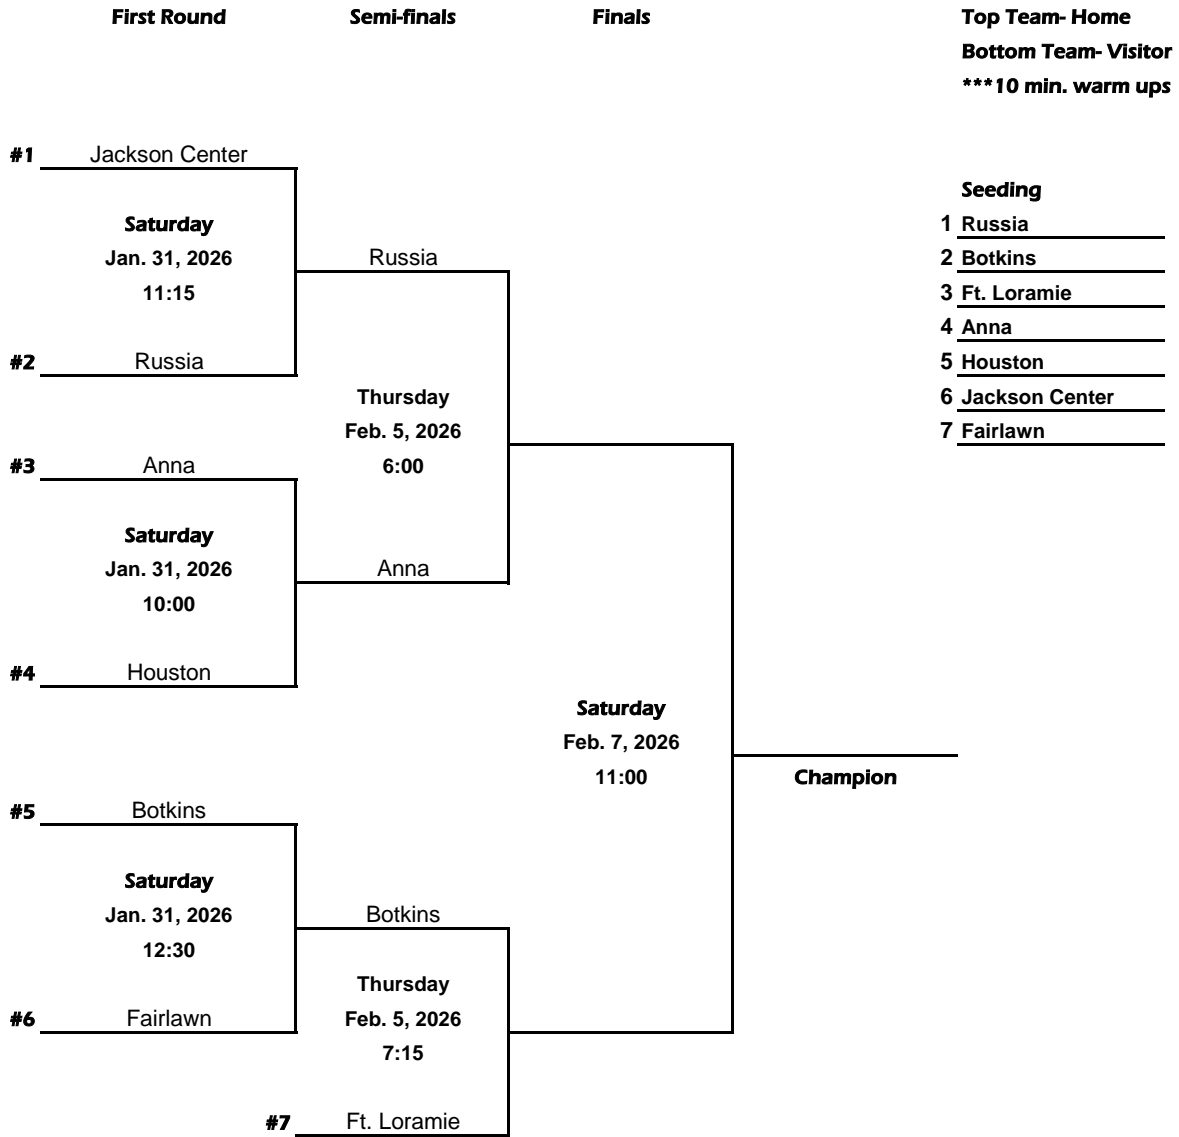 First Round Semi-finals Finals Top Team- Home
Bottom Team- Visitor
***10 min. warm ups
#1 Jackson Center
Seeding
Saturday 1 Russia
Jan. 31, 2026 Russia 2 Botkins
11:15 3 Ft. Loramie
4 Anna
#2 Russia 5 Houston
Thursday 6 Jackson Center
Feb. 5, 2026 7 Fairlawn
#3 Anna 6:00
Saturday
Jan. 31, 2026 Anna
10:00
#4 Houston
Saturday
Feb. 7, 2026
11:00 Champion
#5 Botkins
Saturday
Jan. 31, 2026 Botkins
12:30
Thursday
#6 Fairlawn Feb. 5, 2026
7:15
#7 Ft. Loramie